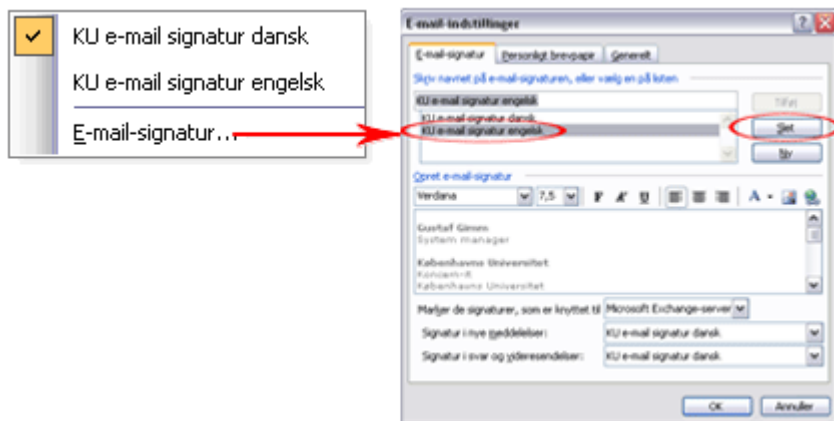 KU e-mail signatur dansk
KU e-mail signatur engelsk
E-mail-signatur...
E-mail-indstillinger
E-mail-signatur Personligt brevpapir Generelt
Skriv navnet på e-mail-signaturen, eller vælg en på listen
KU e-mail signatur engelsk
Tilføj
KU e-mail signatur dansk
KU e-mail signatur engelsk
Slet
Ny
Opret e-mail-signatur
Verdana 7,5 F K U A
Gustaf Gimm
System manager
Københavns Universitet
Koncern-it
Københavns Universitet
Marker de signaturer, som er knyttet til Microsoft Exchange-server
Signatur i nye meddelelser: KU e-mail signatur dansk
Signatur i svar og videresendelser: KU e-mail signatur dansk
OK Annuller